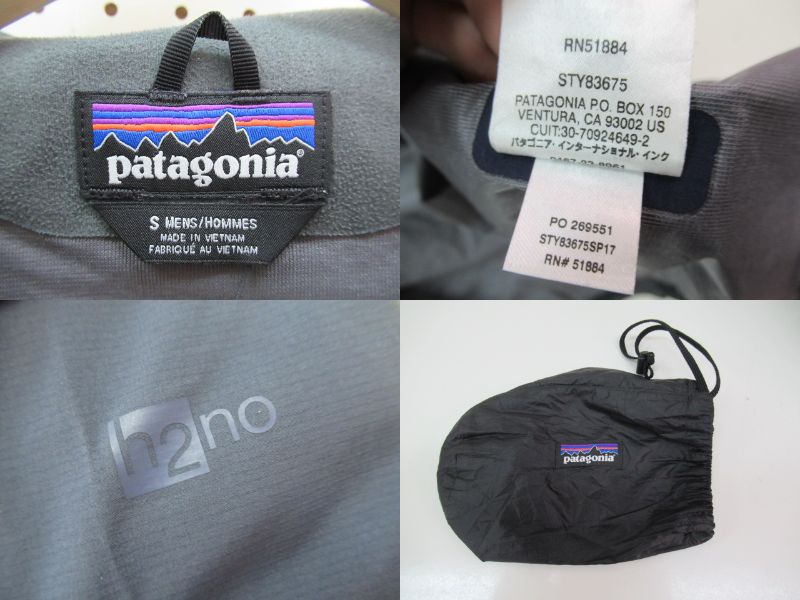 patagonia®
S MENS/HOMMES
MADE IN VIETNAM
FABRIQUÉ AU VIETNAM
RN51884
STY83675
PATAGONIA P.O. BOX 150
VENTURA, CA 93002 US
CUIT:30-70924649-2
パタゴニア・インターナショナル・インク
PO 269551
STY83675SP17
RN# 51884
h2no
patagonia®